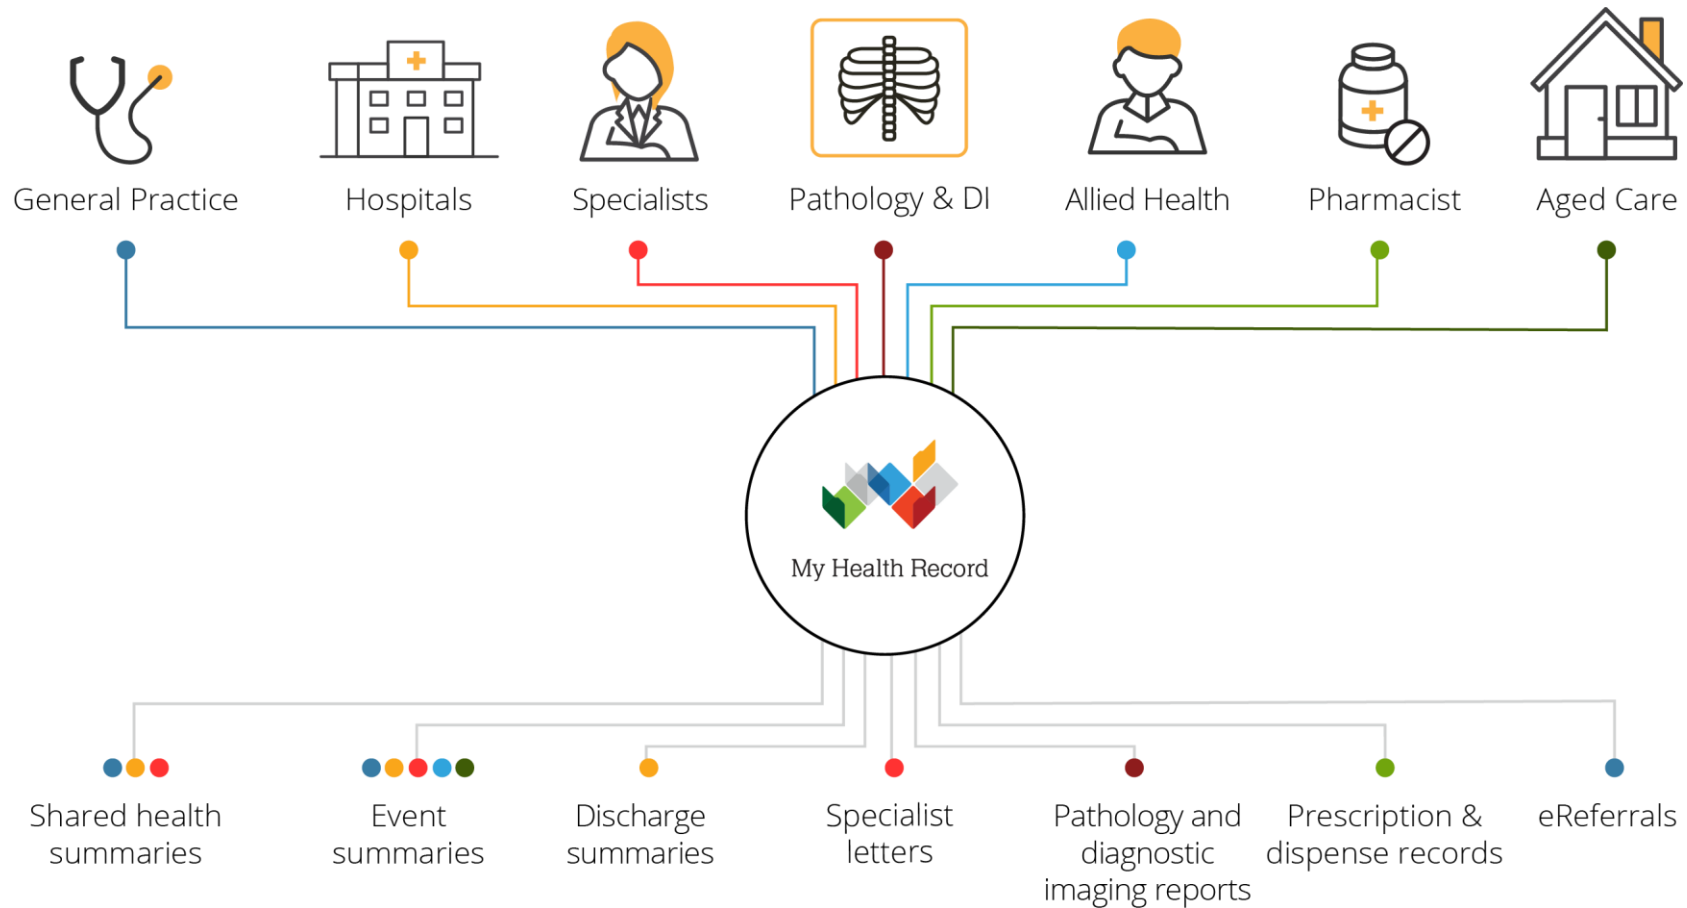 General Practice
Hospitals
Specialists
Pathology & DI
Allied Health
Pharmacist
Aged Care
My Health Record
Shared health
summaries
Event
summaries
Discharge
summaries
Specialist
letters
Pathology and
diagnostic
imaging reports
Prescription &
dispense records
eReferrals